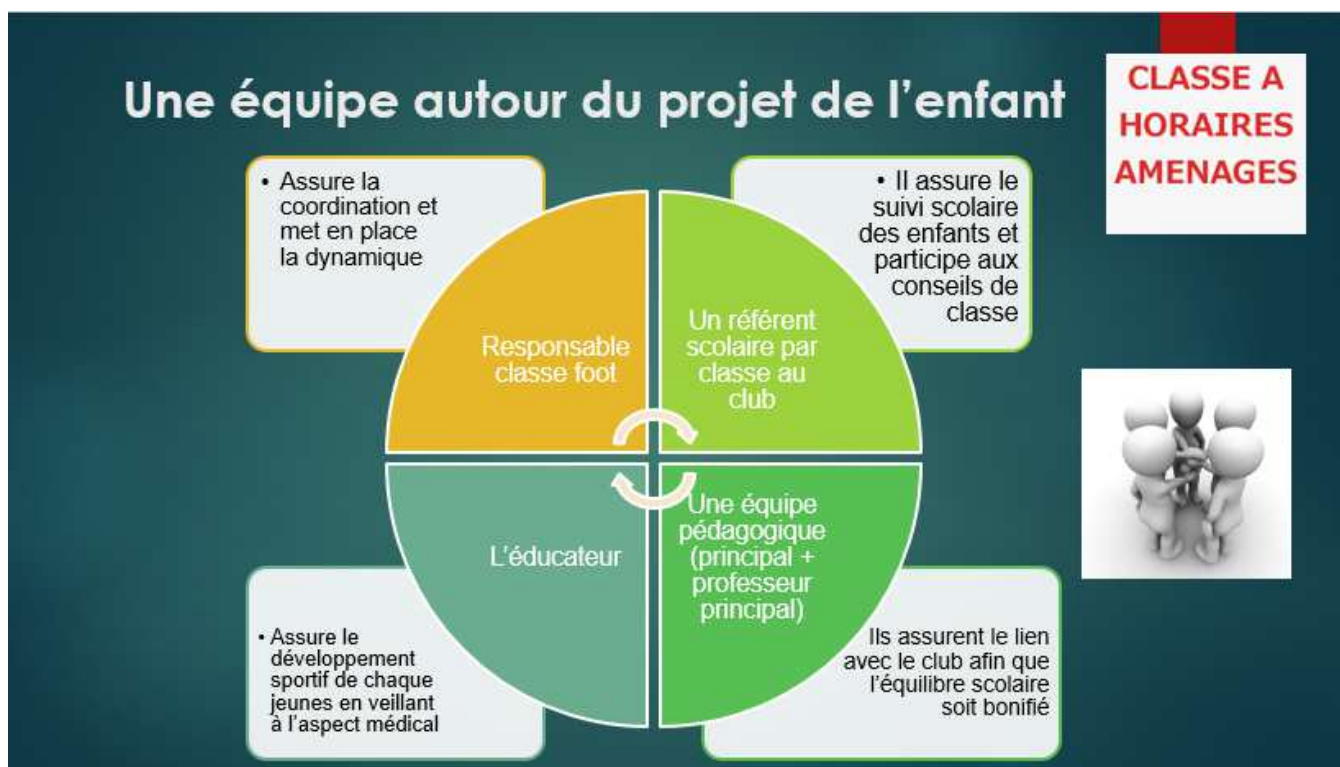 Une équipe autour du projet de l'enfant
CLASSE A
HORAIRES
AMENAGES
• Assure la
coordination et
met en place
la dynamique
Responsable
classe foot
• Il assure le
suivi scolaire
des enfants et
participe aux
conseils de
classe
Un référent
scolaire par
classe au
club
L'éducateur
• Assure le
développement
sportif de chaque
jeunes en veillant
à l'aspect médical
Une équipe
pédagogique
(principal +
professeur
principal)
Ils assurent le lien
avec le club afin que
l'équilibre scolaire
soit bonifié